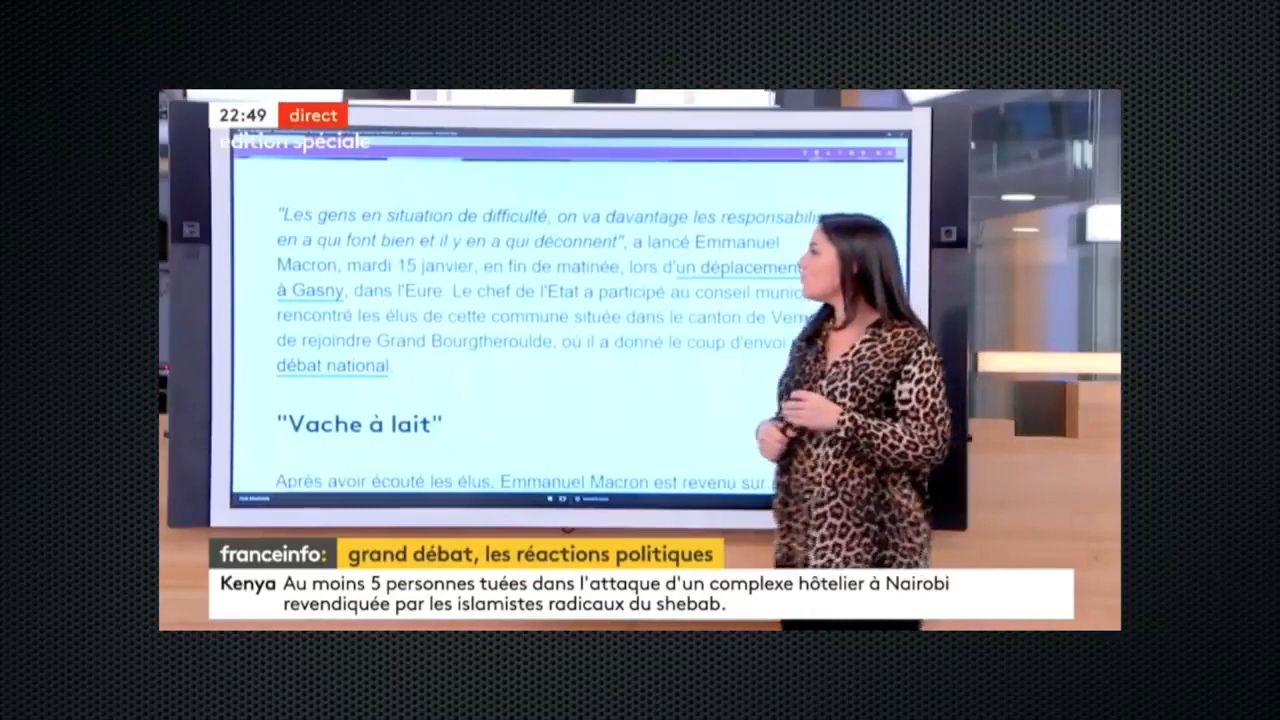 22:49 direct
édition spéciale
"Les gens en situation de difficulté, on va davantage les
en a qui font bien et il y en a qui déconnent", a lancé Emmanuel
Macron, mardi 15 janvier, en fin de matinée, lors d'un
à Gasny, dans l'Eure. Le chef de l'Etat a participé au conseil
rencontré les élus de cette commune située dans le canton de
de rejoindre Grand Bourgtheroulde, où il a donné le coup d'envoi
débat national.
"Vache à lait"
Après avoir écouté les élus, Emmanuel Macron est revenu sur
franceinfo: grand débat, les réactions politiques
Kenya Au moins 5 personnes tuées dans l'attaque d'un complexe hôtelier à Nairobi
revendiquée par les islamistes radicaux du shebab.